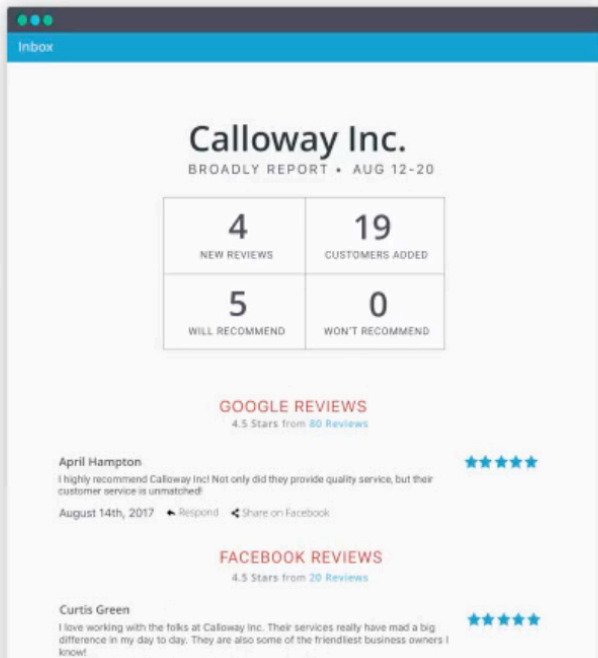 Inbox
Calloway Inc.
BROADLY REPORT • AUG 12-20
4
NEW REVIEWS
19
CUSTOMERS ADDED
5
WILL RECOMMEND
0
WON'T RECOMMEND
GOOGLE REVIEWS
4.5 Stars from 80 Reviews
April Hampton
I highly recommend Calloway Inc! Not only did they provide quality service, but their
customer service is unmatched!
August 14th, 2017 Respond Share on Facebook
FACEBOOK REVIEWS
4.5 Stars from 20 Reviews
Curtis Green
I love working with the folks at Calloway Inc. Their services really have mad a big
difference in my day to day. They are also some of the friendliest business owners I
know!